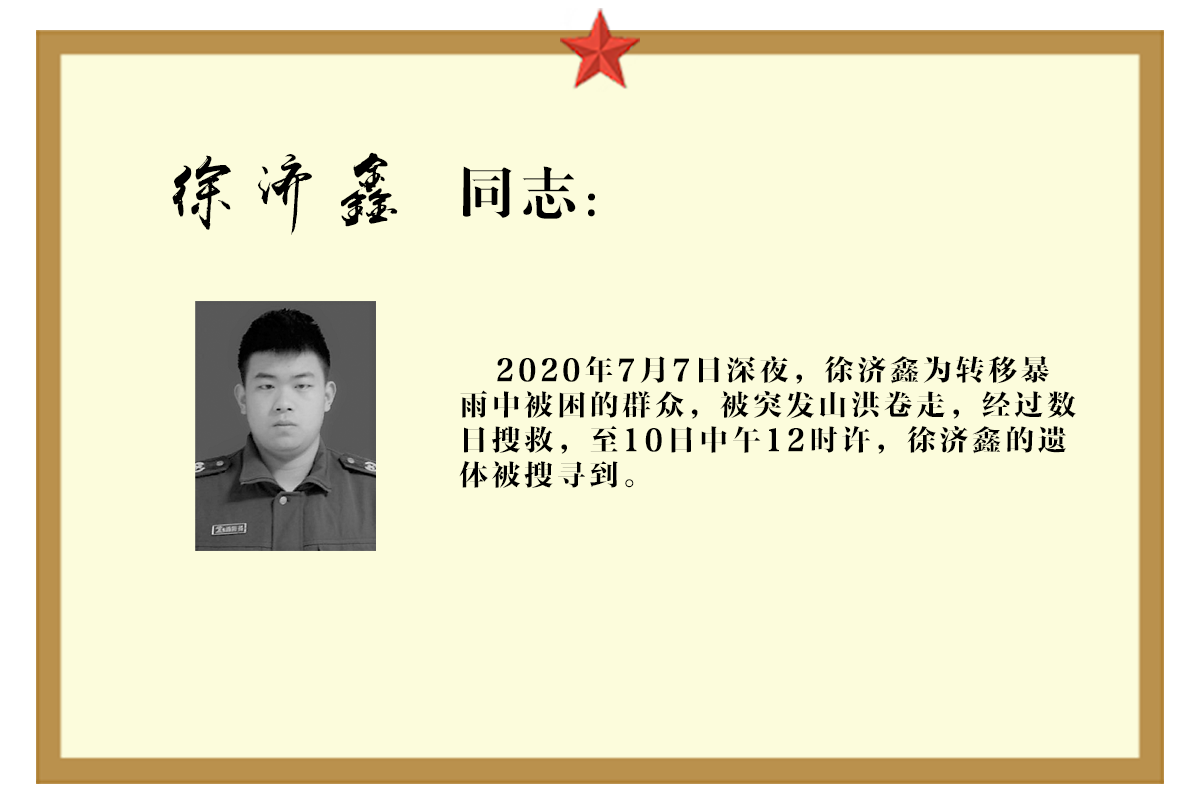 徐济鑫 同志：
2020年7月7日深夜，徐济鑫为转移暴
雨中被困的群众，被突发山洪卷走，经过数
日搜救，至10日中午12时许，徐济鑫的遗
体被搜寻到。